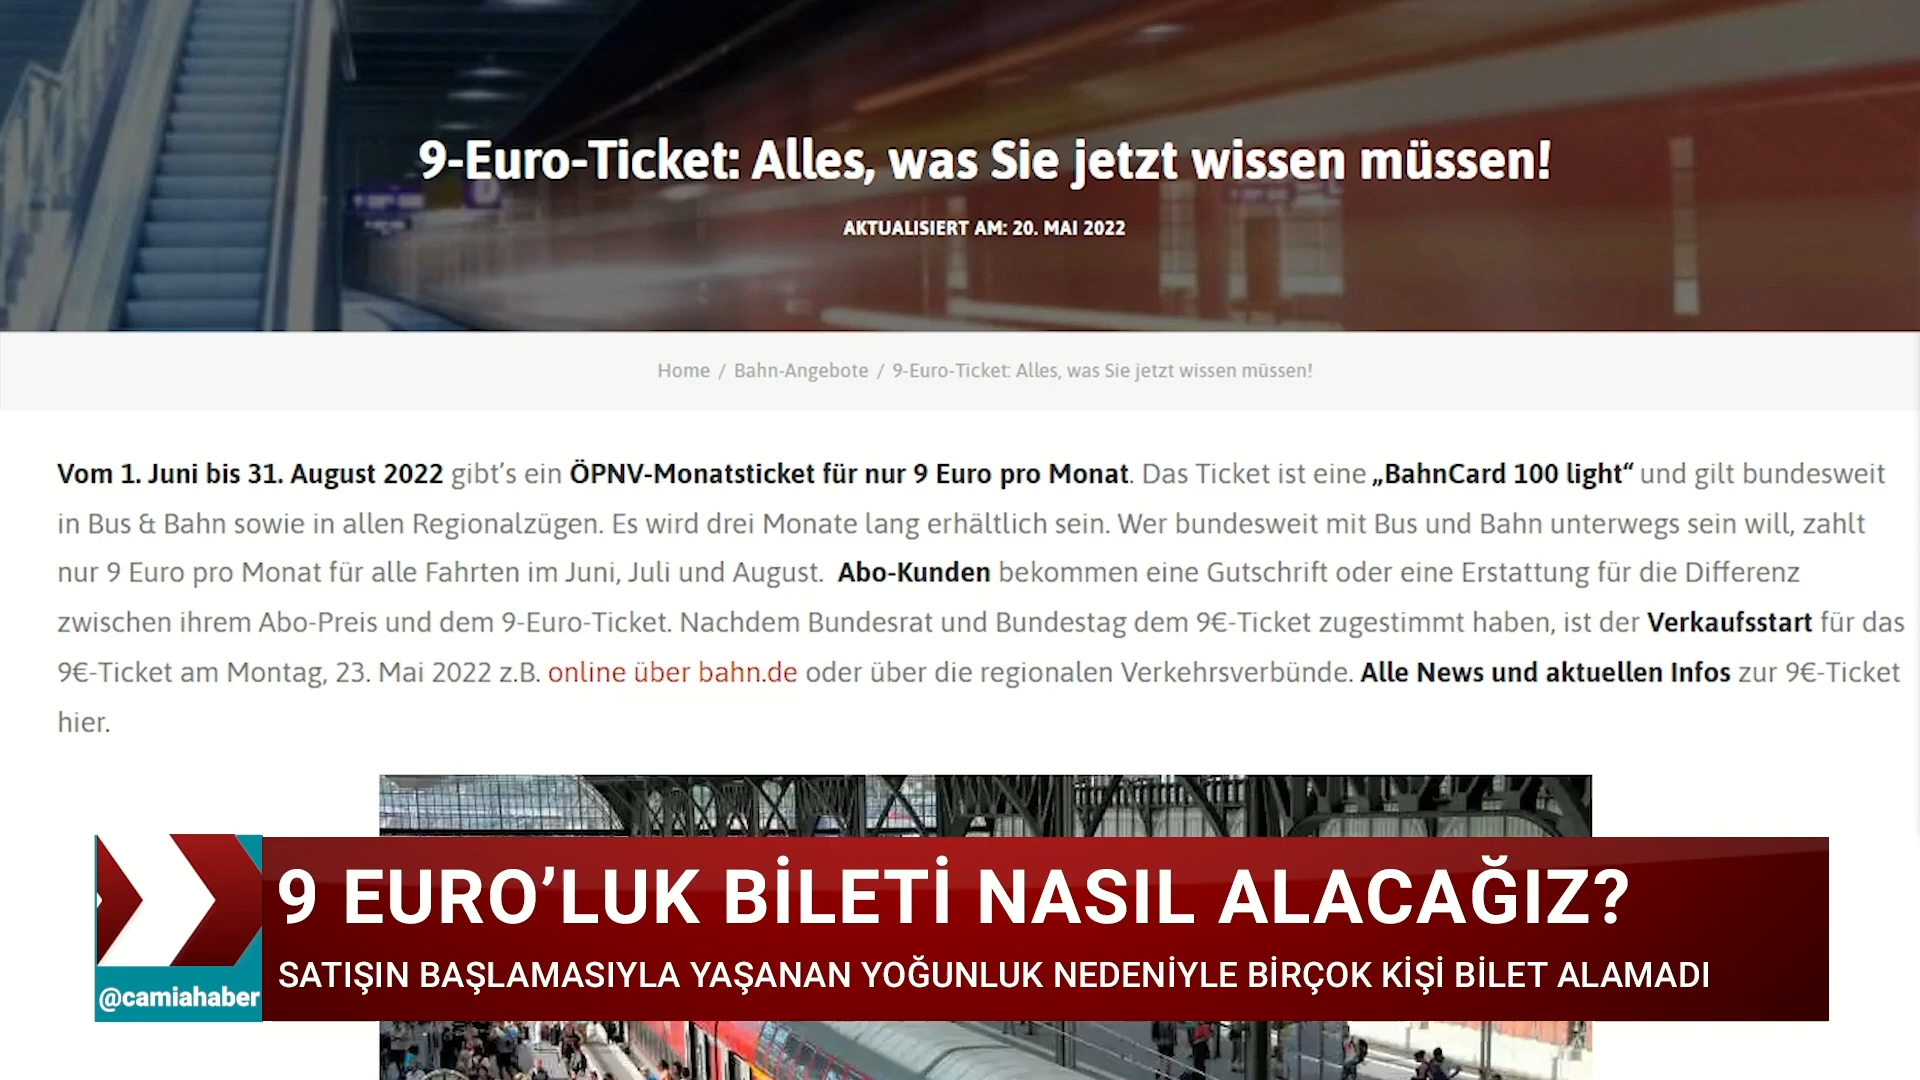 9-Euro-Ticket: Alles, was Sie jetzt wissen müssen!
AKTUALISIERT AM: 20. MAI 2022
Home / Bahn-Angebote / 9-Euro-Ticket: Alles, was Sie jetzt wissen müssen!
Vom 1. Juni bis 31. August 2022 gibt’s ein ÖPNV-Monatsticket für nur 9 Euro pro Monat. Das Ticket ist eine „BahnCard 100 light“ und gilt bundesweit
in Bus & Bahn sowie in allen Regionalzügen. Es wird drei Monate lang erhältlich sein. Wer bundesweit mit Bus und Bahn unterwegs sein will, zahlt
nur 9 Euro pro Monat für alle Fahrten im Juni, Juli und August. Abo-Kunden bekommen eine Gutschrift oder eine Erstattung für die Differenz
zwischen ihrem Abo-Preis und dem 9-Euro-Ticket. Nachdem Bundesrat und Bundestag dem 9€-Ticket zugestimmt haben, ist der Verkaufsstart für das
9€-Ticket am Montag, 23. Mai 2022 z.B. online über bahn.de oder über die regionalen Verkehrsverbünde. Alle News und aktuellen Infos zur 9€-Ticket
hier.
9 EURO’LUK BİLETİ NASIL ALACAĞIZ?
SATIŞIN BAŞLAMASIYLA YAŞANAN YOĞUNLUK NEDENİYLE BİRÇOK KİŞİ BİLET ALAMADI
@camiahaber